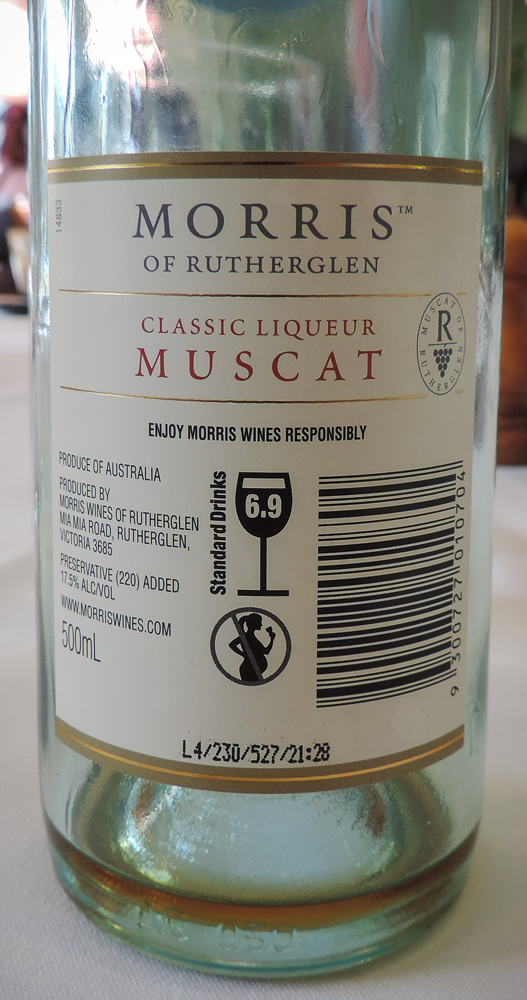 14833
MORRIS™
OF RUTHERGLEN
CLASSIC LIQUEUR
MUSCAT
MUSCAT OF RUTHERGLEN
R
ENJOY MORRIS WINES RESPONSIBLY
PRODUCE OF AUSTRALIA
PRODUCED BY
MORRIS WINES OF RUTHERGLEN
MIA MIA ROAD, RUTHERGLEN,
VICTORIA 3685
PRESERVATIVE (220) ADDED
17.5% ALC/VOL
WWW.MORRISWINES.COM
500mL
Standard Drinks
6.9
9 300727 010704
L4/230/527/21:28